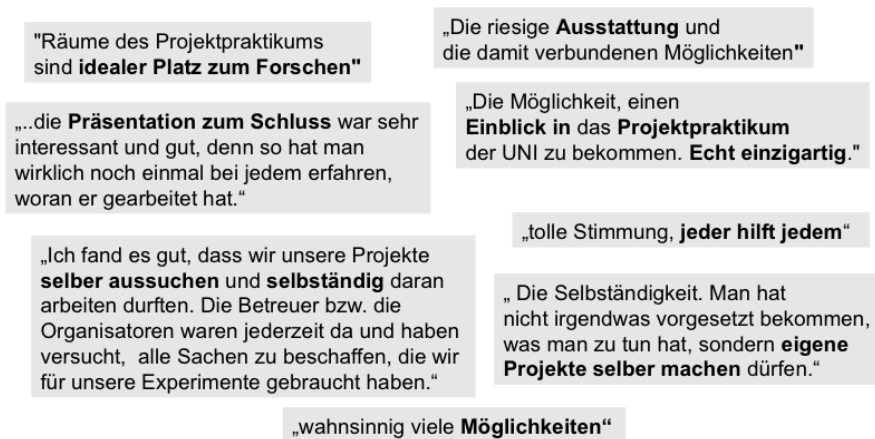 "Räume des Projektpraktikums
sind idealer Platz zum Forschen"
„Die riesige Ausstattung und
die damit verbundenen Möglichkeiten"
„..die Präsentation zum Schluss war sehr
interessant und gut, denn so hat man
wirklich noch einmal bei jedem erfahren,
woran er gearbeitet hat.“
„Die Möglichkeit, einen
Einblick in das Projektpraktikum
der UNI zu bekommen. Echt einzigartig."
„tolle Stimmung, jeder hilft jedem“
„Ich fand es gut, dass wir unsere Projekte
selber aussuchen und selbständig daran
arbeiten durften. Die Betreuer bzw. die
Organisatoren waren jederzeit da und haben
versucht,  alle Sachen zu beschaffen, die wir
für unsere Experimente gebraucht haben.“
„ Die Selbständigkeit. Man hat
nicht irgendwas vorgesetzt bekommen,
was man zu tun hat, sondern eigene
Projekte selber machen dürfen.“
„wahnsinnig viele Möglichkeiten“